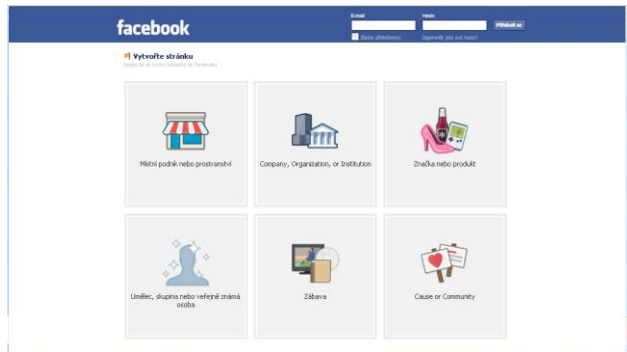 facebook
E-mail
Heslo
Přihlásit se
Zůstat přihlášen(a)
Zapomněli jste své heslo?
Vytvořte stránku
Místní podnik nebo prostranství
Company, Organization, or Institution
Značka nebo produkt
Umělec, skupina nebo veřejně známá
osoba
Zábava
Cause or Community